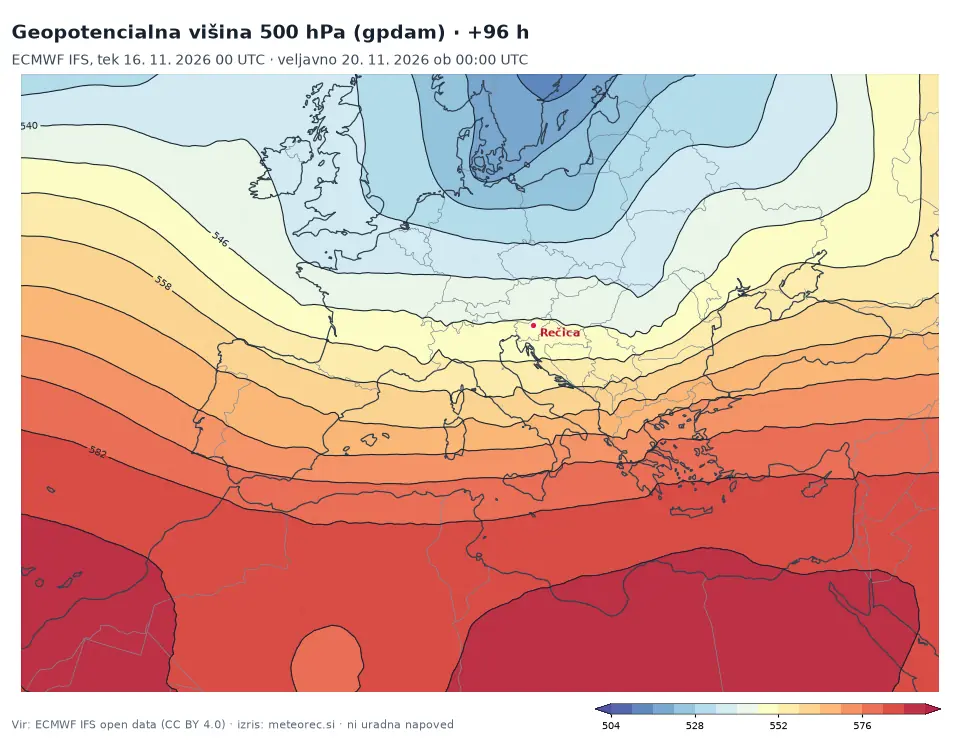 Geopotencialna višina 500 hPa (gpdam) · +96 h
ECMWF IFS, tek 16. 11. 2026 00 UTC · veljavno 20. 11. 2026 ob 00:00 UTC
540
546
558
Rečica
582
Vir: ECMWF IFS open data (CC BY 4.0) · izris: meteorec.si · ni uradna napoved
504 528 552 576